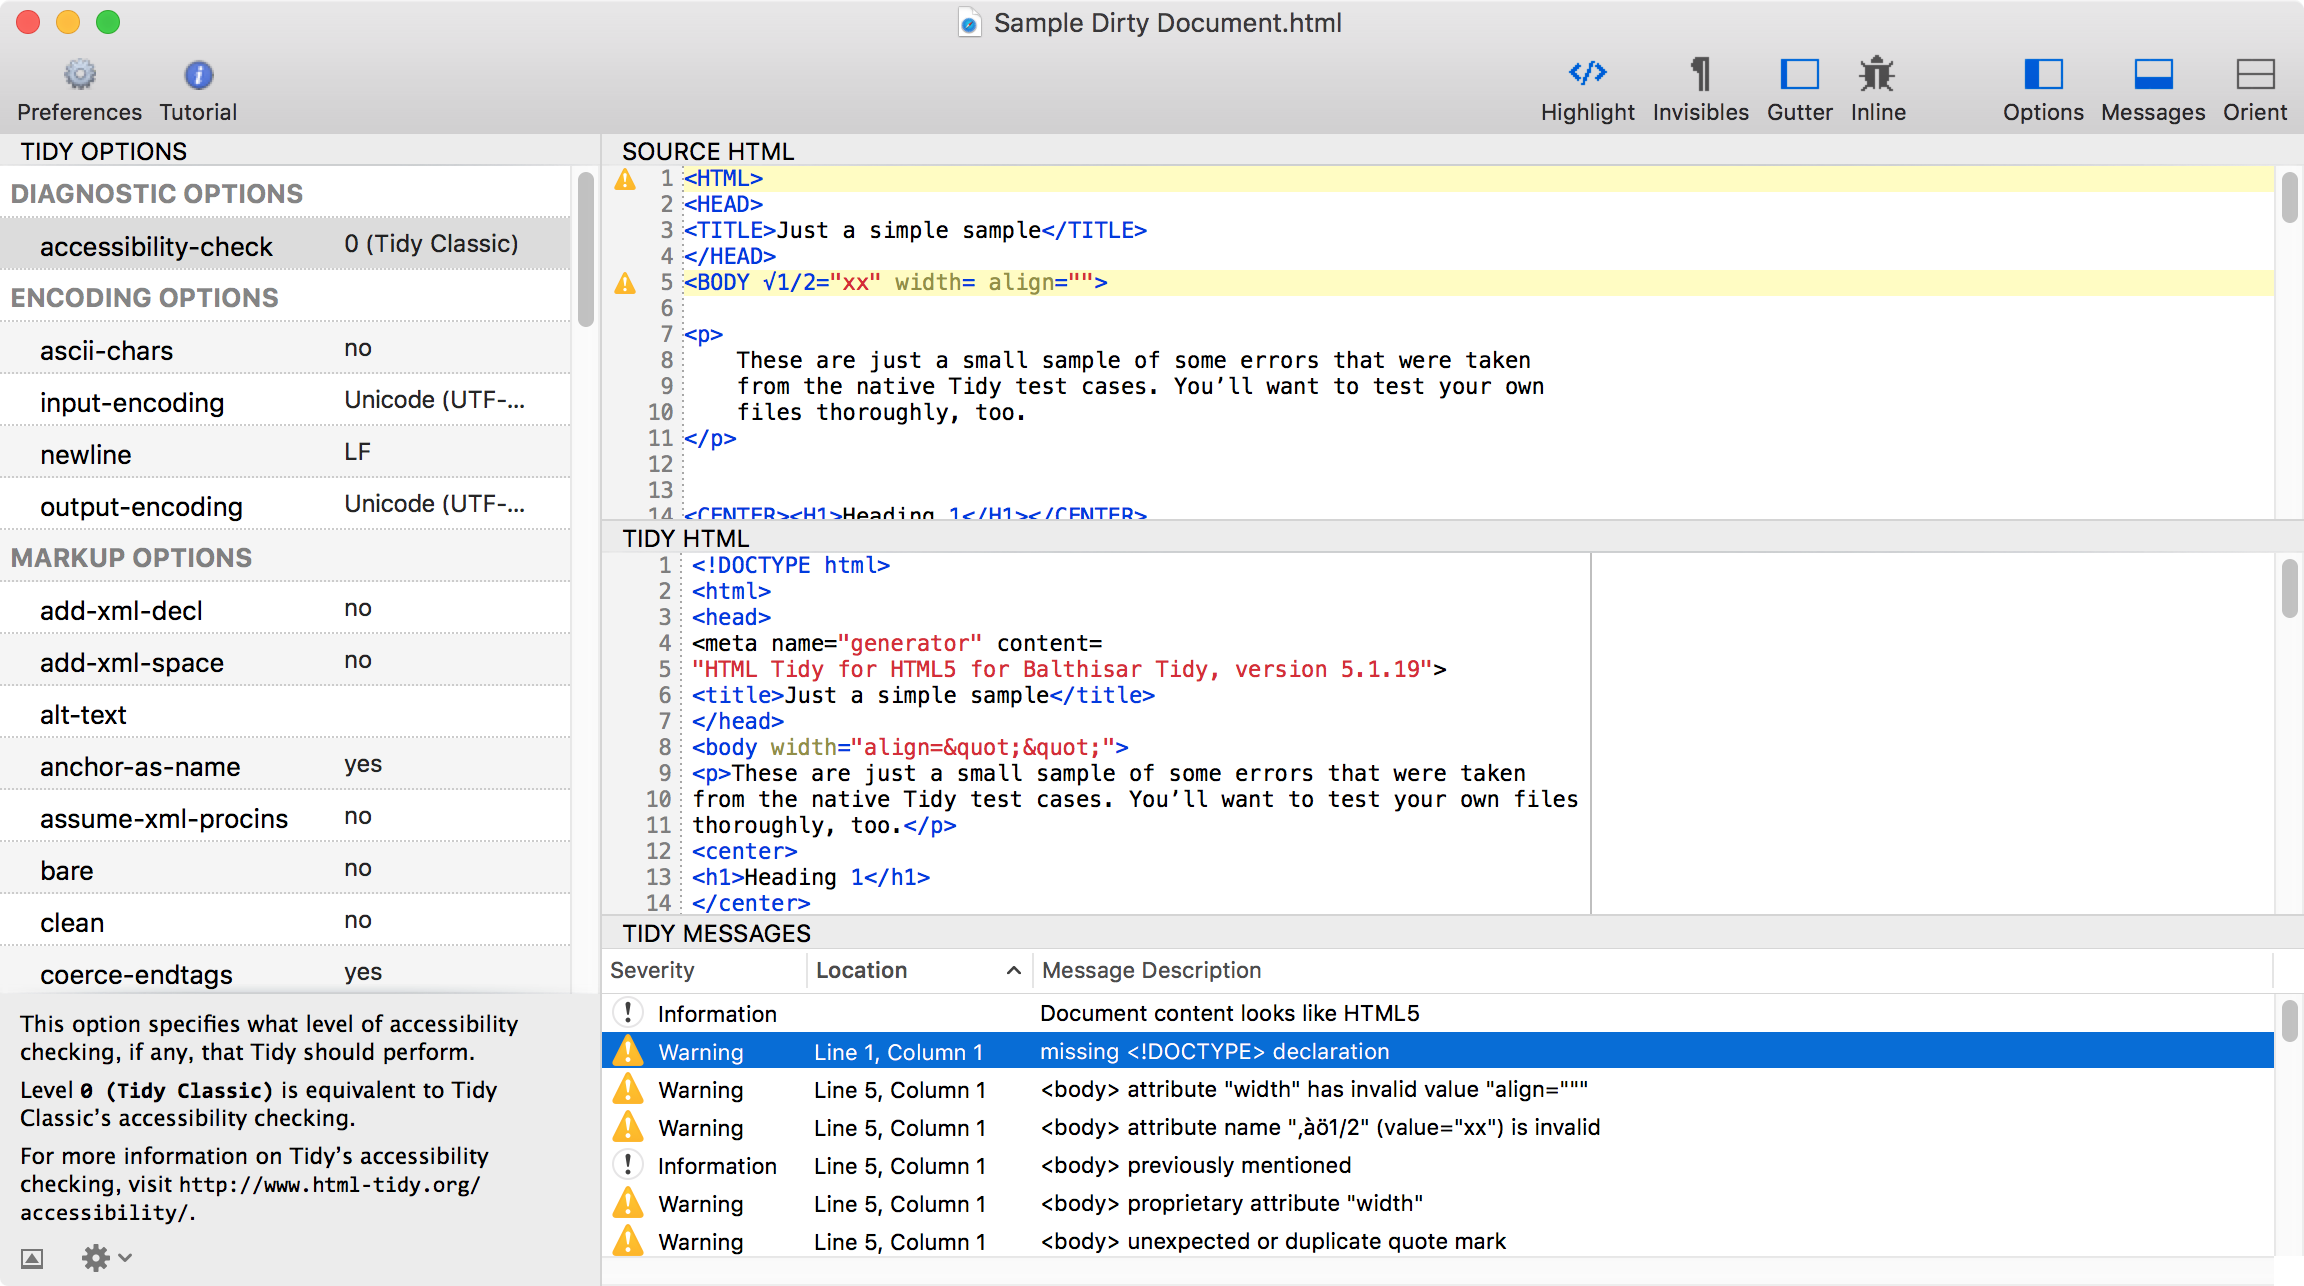 Sample Dirty Document.html
Preferences Tutorial Highlight Invisibles Gutter Inline Options Messages Orient
TIDY OPTIONS
DIAGNOSTIC OPTIONS
accessibility-check 0 (Tidy Classic)
ENCODING OPTIONS
ascii-chars no
input-encoding Unicode (UTF-...
newline LF
output-encoding Unicode (UTF-...
MARKUP OPTIONS
add-xml-decl no
add-xml-space no
alt-text
anchor-as-name yes
assume-xml-procins no
bare no
clean no
coerce-endtags yes
This option specifies what level of accessibility
checking, if any, that Tidy should perform.
Level 0 (Tidy Classic) is equivalent to Tidy
Classic’s accessibility checking.
For more information on Tidy’s accessibility
checking, visit http://www.html-tidy.org/
accessibility/.
SOURCE HTML
1 <HTML>
2 <HEAD>
3 <TITLE>Just a simple sample</TITLE>
4 </HEAD>
5 <BODY √1/2="xx" width= align="">
6
7 <p>
8 These are just a small sample of some errors that were taken
9 from the native Tidy test cases. You’ll want to test your own
10 files thoroughly, too.
11 </p>
12
13
14 <CENTER><H1>Heading 1</H1></CENTER>
TIDY HTML
1 <!DOCTYPE html>
2 <html>
3 <head>
4 <meta name="generator" content=
5 "HTML Tidy for HTML5 for Balthisar Tidy, version 5.1.19">
6 <title>Just a simple sample</title>
7 </head>
8 <body width="align=&quot;&quot;">
9 <p>These are just a small sample of some errors that were taken
10 from the native Tidy test cases. You’ll want to test your own files
11 thoroughly, too.</p>
12 <center>
13 <h1>Heading 1</h1>
14 </center>
TIDY MESSAGES
Severity Location Message Description
Information Document content looks like HTML5
Warning Line 1, Column 1 missing <!DOCTYPE> declaration
Warning Line 5, Column 1 <body> attribute "width" has invalid value "align="""
Warning Line 5, Column 1 <body> attribute name "‚àö1/2" (value="xx") is invalid
Information Line 5, Column 1 <body> previously mentioned
Warning Line 5, Column 1 <body> proprietary attribute "width"
Warning Line 5, Column 1 <body> unexpected or duplicate quote mark